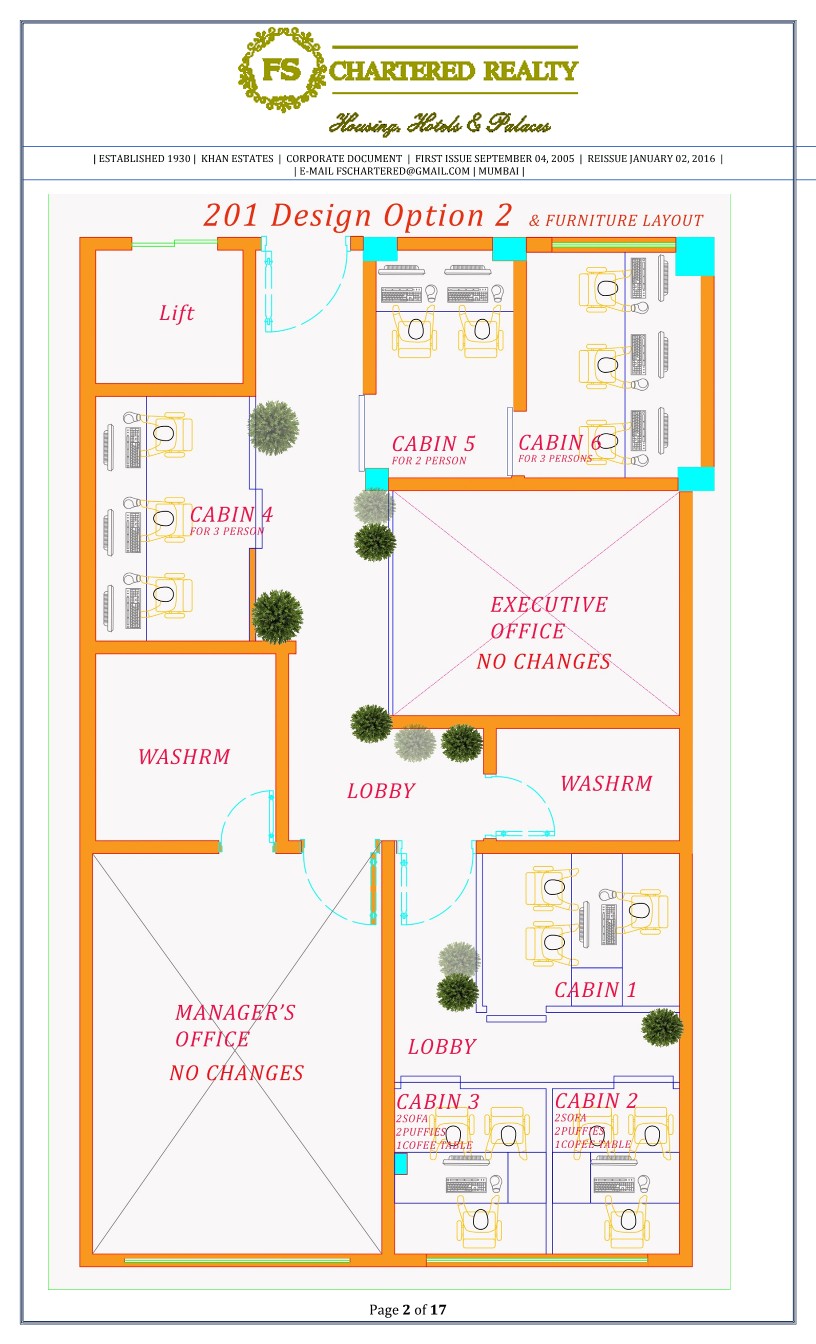 FS
CHARTERED REALTY
Housing, Hotels & Palaces
| ESTABLISHED 1930 | KHAN ESTATES | CORPORATE DOCUMENT | FIRST ISSUE SEPTEMBER 04, 2005 | REISSUE JANUARY 02, 2016 |
| E-MAIL FSCHARTERED@GMAIL.COM | MUMBAI |
201 Design Option 2 & FURNITURE LAYOUT
Lift
CABIN 5
FOR 2 PERSON
CABIN 6
FOR 3 PERSONS
CABIN 4
FOR 3 PERSON
EXECUTIVE
OFFICE
NO CHANGES
WASHRM
LOBBY
WASHRM
MANAGER'S
OFFICE
NO CHANGES
CABIN 1
LOBBY
CABIN 3
2SOFA
2PUFFIES
1COFEE TABLE
CABIN 2
2SOFA
2PUFFIES
1COFEE TABLE
Page 2 of 17